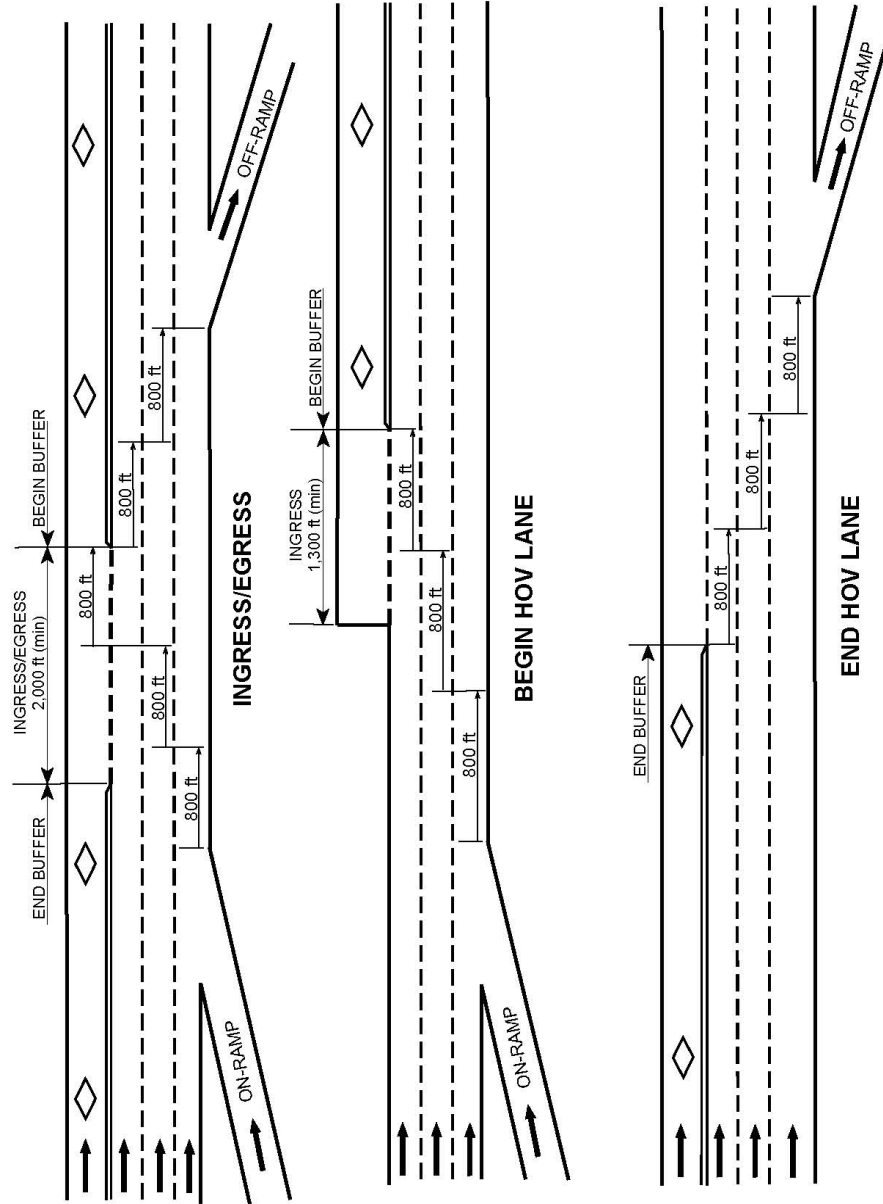 INGRESS/EGRESS
2,000 ft (min)
END BUFFER
BEGIN BUFFER
800 ft
800 ft
800 ft
800 ft
800 ft
ON-RAMP
OFF-RAMP
INGRESS/EGRESS
INGRESS
1,300 ft (min)
BEGIN BUFFER
800 ft
800 ft
800 ft
ON-RAMP
BEGIN HOV LANE
END BUFFER
800 ft
800 ft
800 ft
OFF-RAMP
END HOV LANE